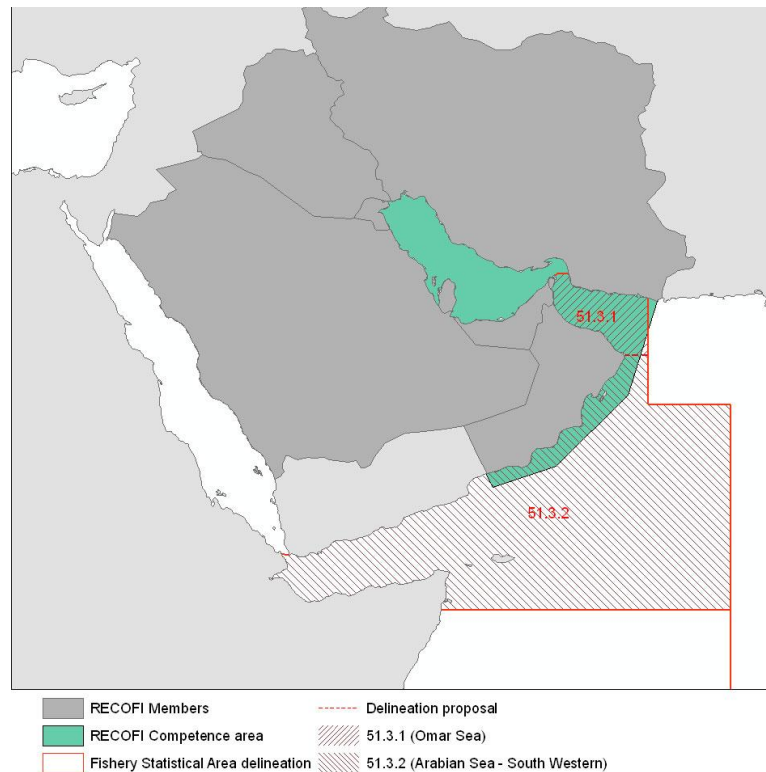 51.3.1
51.3.2
RECOFI Members
Delineation proposal
RECOFI Competence area
51.3.1 (Omar Sea)
Fishery Statistical Area delineation
51.3.2 (Arabian Sea - South Western)